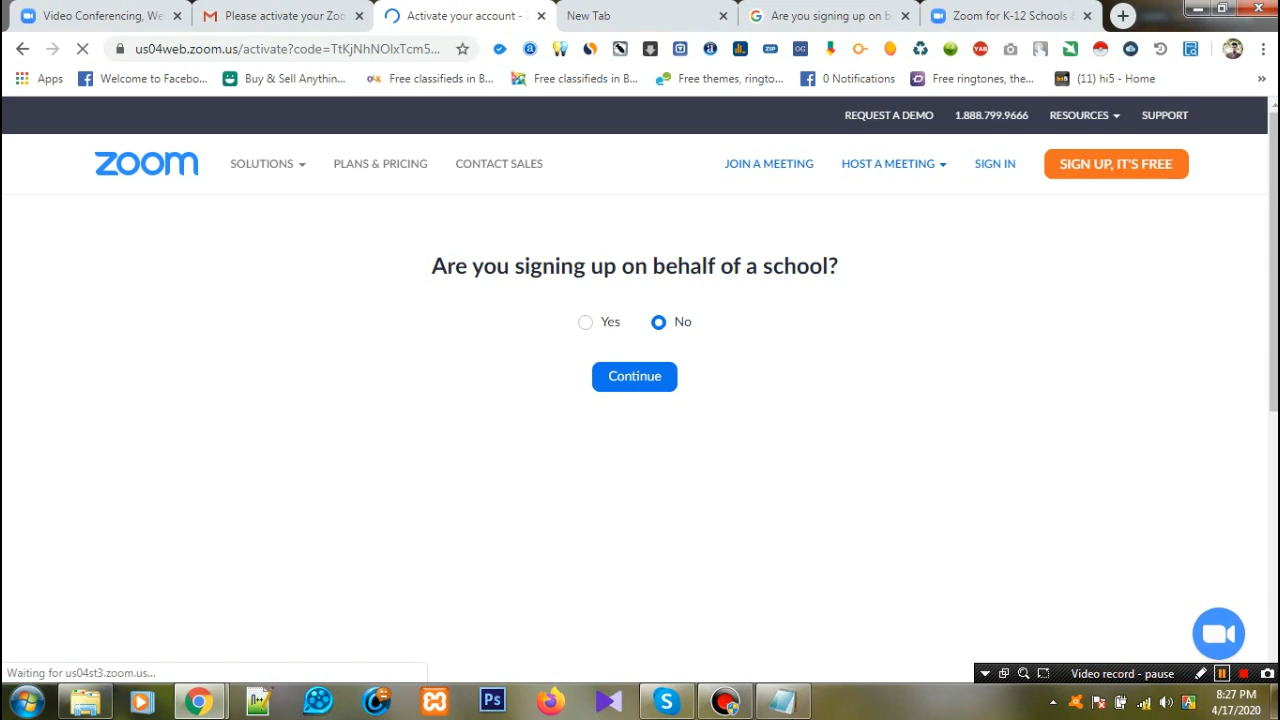 Video Conferencing, We
Please activate your Zoo
Activate your account -
New Tab
Are you signing up on b
Zoom for K-12 Schools &
us04web.zoom.us/activate?code=TtKjNhNOlxTcm5...
Apps
Welcome to Facebo...
Buy & Sell Anythin...
Free classifieds in B...
Free classifieds in B...
Free themes, ringto...
0 Notifications
Free ringtones, the...
(11) hi5 - Home
REQUEST A DEMO 1.888.799.9666 RESOURCES SUPPORT
zoom SOLUTIONS PLANS & PRICING CONTACT SALES JOIN A MEETING HOST A MEETING SIGN IN SIGN UP, IT'S FREE
Are you signing up on behalf of a school?
Yes No
Continue
Waiting for us04st3.zoom.us...
Video record - pause
8:27 PM
4/17/2020